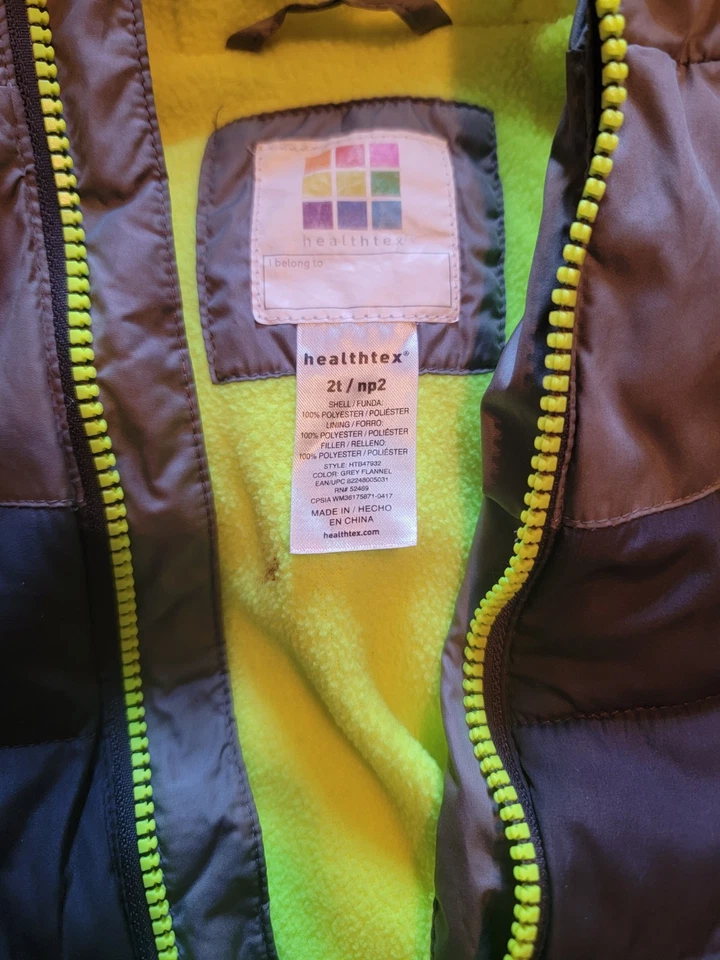 healthtex
i belong to
healthtex®
2t / np2
SHELL / FUNDA:
100% POLYESTER / POLIÉSTER
LINING / FORRO:
100% POLYESTER / POLIÉSTER
FILLER / RELLENO
100% POLYESTER / POLIÉSTER
STYLE: HTB47932
COLOR: GREY FLANNEL
EAN/UPC 82248005031
RN# 52469
CPSIA WM36175871-0417
MADE IN / HECHO
EN CHINA
healthtex.com